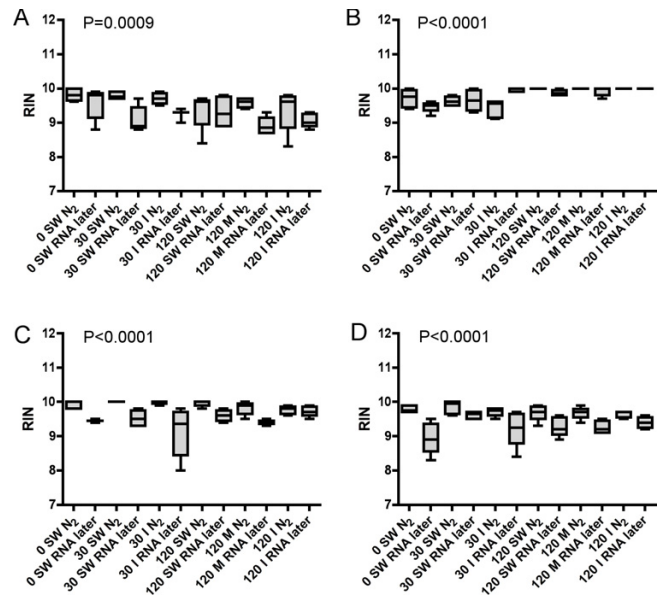 A
P=0.0009
RIN
12
11
10
9
8
7
0 SW N₂
0 SW RNA later
30 SW N₂
30 SW RNA later
30 I N₂
30 I RNA later
120 SW N₂
120 SW RNA later
120 M N₂
120 M RNA later
120 I N₂
120 I RNA later
B
P<0.0001
RIN
12
11
10
9
8
7
0 SW N₂
0 SW RNA later
30 SW N₂
30 SW RNA later
30 I N₂
30 I RNA later
120 SW N₂
120 SW RNA later
120 M N₂
120 M RNA later
120 I N₂
120 I RNA later
C
P<0.0001
RIN
12
11
10
9
8
7
0 SW N₂
0 SW RNA later
30 SW N₂
30 SW RNA later
30 I N₂
30 I RNA later
120 SW N₂
120 SW RNA later
120 M N₂
120 M RNA later
120 I N₂
120 I RNA later
D
P<0.0001
RIN
12
11
10
9
8
7
0 SW N₂
0 SW RNA later
30 SW N₂
30 SW RNA later
30 I N₂
30 I RNA later
120 SW N₂
120 SW RNA later
120 M N₂
120 M RNA later
120 I N₂
120 I RNA later